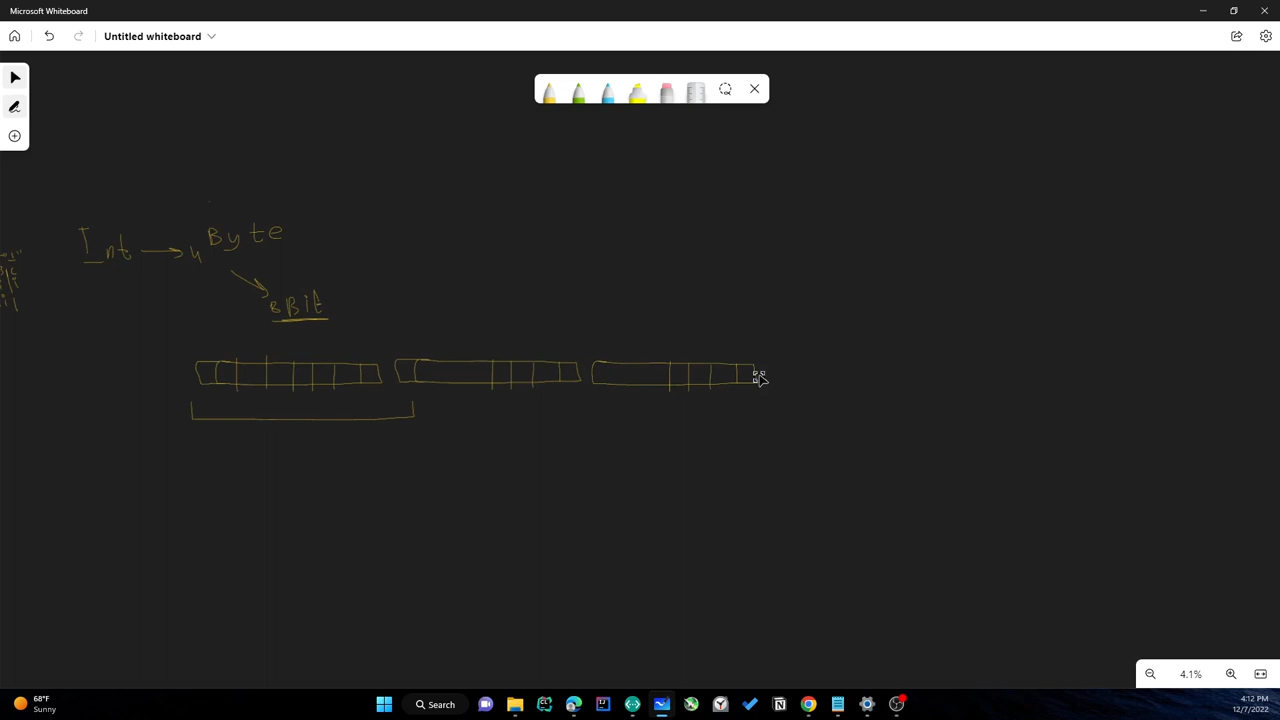 Microsoft Whiteboard
Untitled whiteboard
Int → 4 Byte
8Bit
4.1%
68°F
Sunny
Search
4:12 PM
12/7/2022